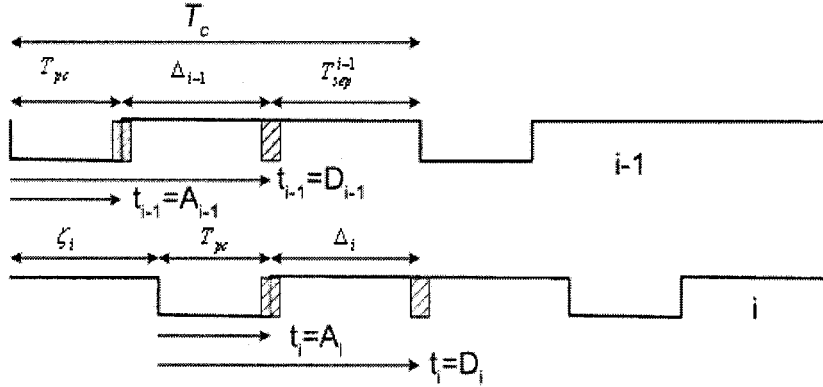 T_c
T_pc Δ_i-1 T_sep^i-1
i-1
t_i-1=D_i-1
t_i-1=A_i-1
ζ_i T_pc Δ_i
i
t_i=A_i
t_i=D_i